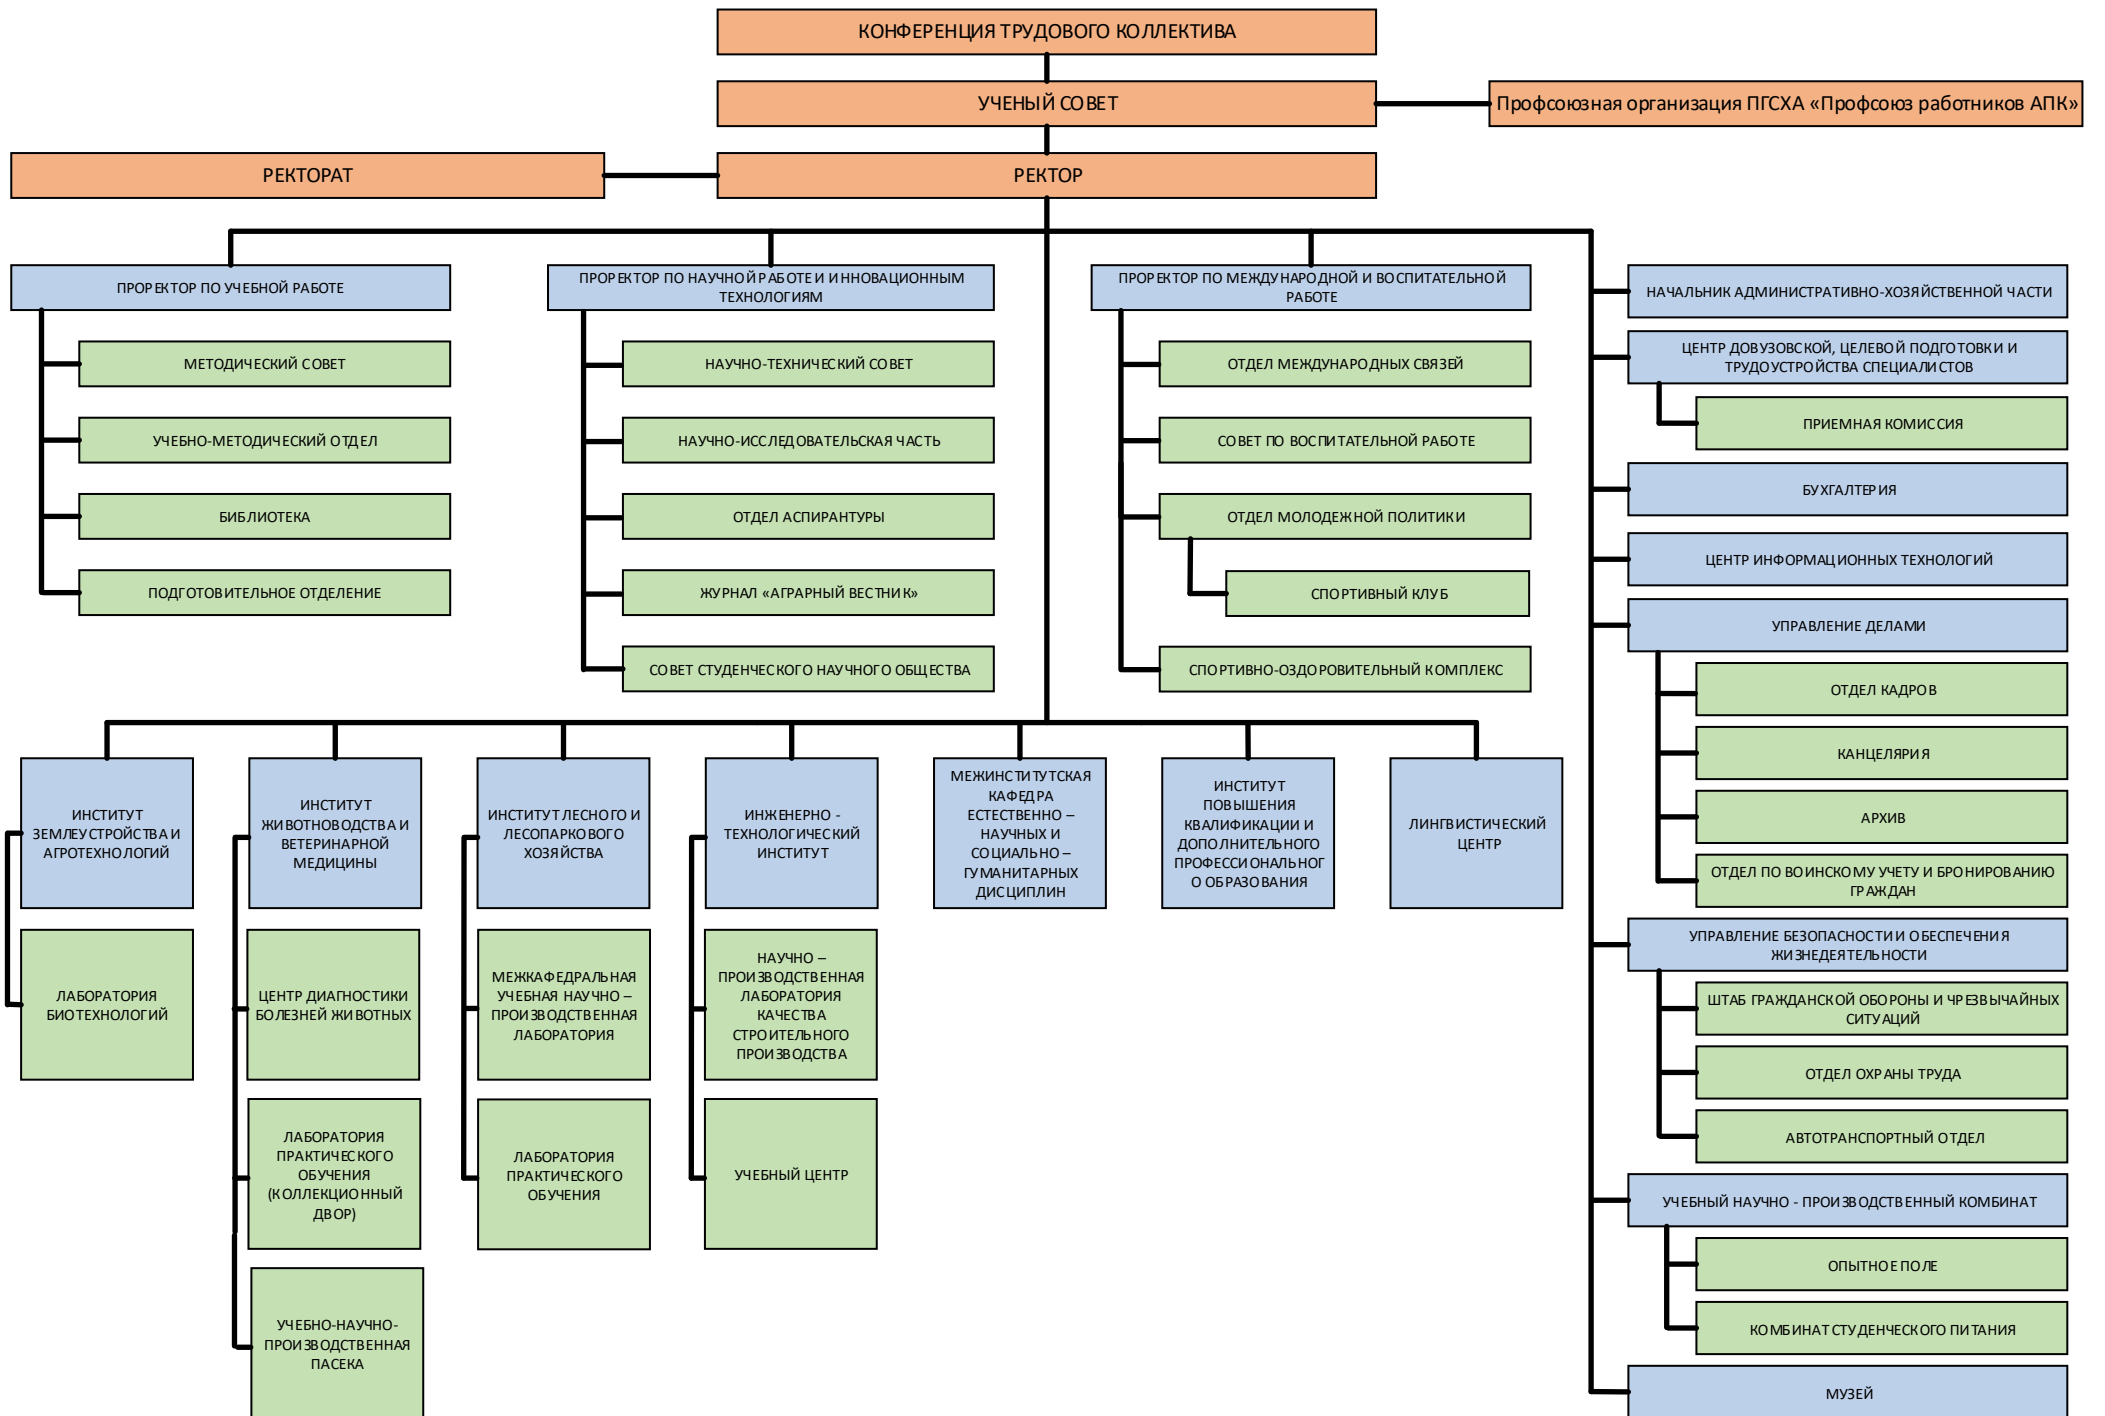 КОНФЕРЕНЦИЯ ТРУДОВОГО КОЛЛЕКТИВА
УЧЕНЫЙ СОВЕТ
Профсоюзная организация ПГСХА «Профсоюз работников АПК»
РЕКТОРАТ
РЕКТОР
ПРОРЕКТОР ПО УЧЕБНОЙ РАБОТЕ
МЕТОДИЧЕСКИЙ СОВЕТ
УЧЕБНО-МЕТОДИЧЕСКИЙ ОТДЕЛ
БИБЛИОТЕКА
ПОДГОТОВИТЕЛЬНОЕ ОТДЕЛЕНИЕ
ПРОРЕКТОР ПО НАУЧНОЙ РАБОТЕ И ИННОВАЦИОННЫМ
ТЕХНОЛОГИЯМ
НАУЧНО-ТЕХНИЧЕСКИЙ СОВЕТ
НАУЧНО-ИССЛЕДОВАТЕЛЬСКАЯ ЧАСТЬ
ОТДЕЛ АСПИРАНТУРЫ
ЖУРНАЛ «АГРАРНЫЙ ВЕСТНИК»
СОВЕТ СТУДЕНЧЕСКОГО НАУЧНОГО ОБЩЕСТВА
ПРОРЕКТОР ПО МЕЖДУНАРОДНОЙ И ВОСПИТАТЕЛЬНОЙ
РАБОТЕ
ОТДЕЛ МЕЖДУНАРОДНЫХ СВЯЗЕЙ
СОВЕТ ПО ВОСПИТАТЕЛЬНОЙ РАБОТЕ
ОТДЕЛ МОЛОДЕЖНОЙ ПОЛИТИКИ
СПОРТИВНЫЙ КЛУБ
СПОРТИВНО-ОЗДОРОВИТЕЛЬНЫЙ КОМПЛЕКС
НАЧАЛЬНИК АДМИНИСТРАТИВНО-ХОЗЯЙСТВЕННОЙ ЧАСТИ
ЦЕНТР ДОВУЗОВСКОЙ, ЦЕЛЕВОЙ ПОДГОТОВКИ И
ТРУДОУСТРОЙСТВА СПЕЦИАЛИСТОВ
ПРИЕМНАЯ КОМИССИЯ
БУХГАЛТЕРИЯ
ЦЕНТР ИНФОРМАЦИОННЫХ ТЕХНОЛОГИЙ
УПРАВЛЕНИЕ ДЕЛАМИ
ОТДЕЛ КАДРОВ
КАНЦЕЛЯРИЯ
АРХИВ
ОТДЕЛ ПО ВОИНСКОМУ УЧЕТУ И БРОНИРОВАНИЮ
ГРАЖДАН
УПРАВЛЕНИЕ БЕЗОПАСНОСТИ И ОБЕСПЕЧЕНИЯ
ЖИЗНЕДЕЯТЕЛЬНОСТИ
ШТАБ ГРАЖДАНСКОЙ ОБОРОНЫ И ЧРЕЗВЫЧАЙНЫХ
СИТУАЦИЙ
ОТДЕЛ ОХРАНЫ ТРУДА
АВТОТРАНСПОРТНЫЙ ОТДЕЛ
УЧЕБНЫЙ НАУЧНО - ПРОИЗВОДСТВЕННЫЙ КОМБИНАТ
ОПЫТНОЕ ПОЛЕ
КОМБИНАТ СТУДЕНЧЕСКОГО ПИТАНИЯ
МУЗЕЙ
ИНСТИТУТ
ЗЕМЛЕУСТРОЙСТВА И
АГРОТЕХНОЛОГИЙ
ЛАБОРАТОРИЯ
БИОТЕХНОЛОГИЙ
ИНСТИТУТ
ЖИВОТНОВОДСТВА И
ВЕТЕРИНАРНОЙ
МЕДИЦИНЫ
ЦЕНТР ДИАГНОСТИКИ
БОЛЕЗНЕЙ ЖИВОТНЫХ
ЛАБОРАТОРИЯ
ПРАКТИЧЕСКОГО
ОБУЧЕНИЯ
(КОЛЛЕКЦИОННЫЙ
ДВОР)
УЧЕБНО-НАУЧНО-
ПРОИЗВОДСТВЕННАЯ
ПАСЕКА
ИНСТИТУТ ЛЕСНОГО И
ЛЕСОПАРКОВОГО
ХОЗЯЙСТВА
МЕЖКАФЕДРАЛЬНАЯ
УЧЕБНАЯ НАУЧНО –
ПРОИЗВОДСТВЕННАЯ
ЛАБОРАТОРИЯ
ЛАБОРАТОРИЯ
ПРАКТИЧЕСКОГО
ОБУЧЕНИЯ
ИНЖЕНЕРНО -
ТЕХНОЛОГИЧЕСКИЙ
ИНСТИТУТ
НАУЧНО –
ПРОИЗВОДСТВЕННАЯ
ЛАБОРАТОРИЯ
КАЧЕСТВА
СТРОИТЕЛЬНОГО
ПРОИЗВОДСТВА
УЧЕБНЫЙ ЦЕНТР
МЕЖИНСТИТУТСКАЯ
КАФЕДРА
ЕСТЕСТВЕННО –
НАУЧНЫХ И
СОЦИАЛЬНО –
ГУМАНИТАРНЫХ
ДИСЦИПЛИН
ИНСТИТУТ
ПОВЫШЕНИЯ
КВАЛИФИКАЦИИ И
ДОПОЛНИТЕЛЬНОГО
ПРОФЕССИОНАЛЬНОГ
О ОБРАЗОВАНИЯ
ЛИНГВИСТИЧЕСКИЙ
ЦЕНТР